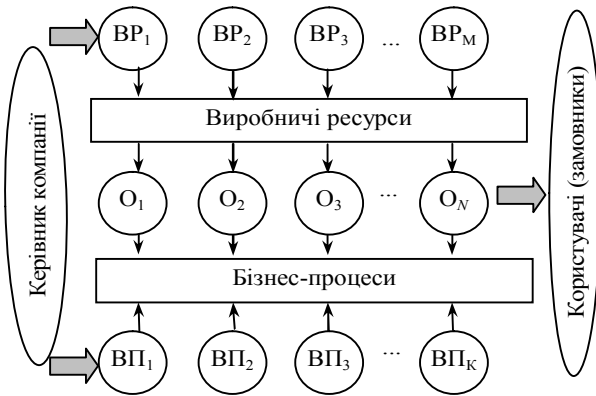 ВР1 ВР2 ВР3 ... ВРМ
Виробничі ресурси
Керівник компанії
О1 О2 О3 ... ОN
Користувачі (замовники)
Бізнес-процеси
ВП1 ВП2 ВП3 ... ВПК